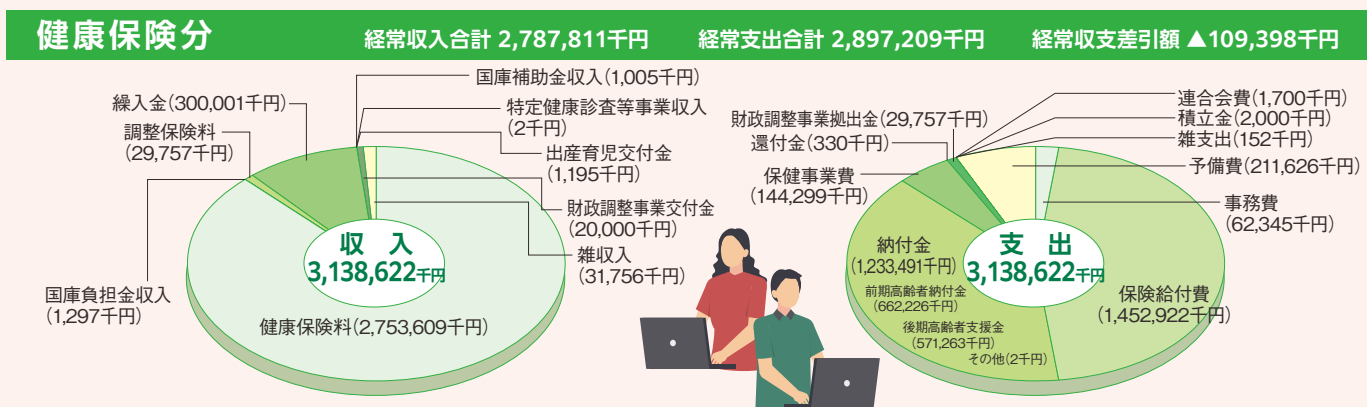 健康保険分
経常収入合計 2,787,811千円
経常支出合計 2,897,209千円
経常収支差引額 ▲109,398千円
国庫補助金収入(1,005千円)
繰入金(300,001千円)
特定健康診査等事業収入
(2千円)
調整保険料
(29,757千円)
出産育児交付金
(1,195千円)
財政調整事業交付金
(20,000千円)
雑収入
(31,756千円)
収 入
3,138,622千円
国庫負担金収入
(1,297千円)
健康保険料(2,753,609千円)
連合会費(1,700千円)
積立金(2,000千円)
雑支出(152千円)
財政調整事業拠出金(29,757千円)
還付金(330千円)
予備費(211,626千円)
保健事業費
(144,299千円)
事務費
(62,345千円)
支 出
3,138,622千円
納付金
(1,233,491千円)
前期高齢者納付金
(662,226千円)
後期高齢者支援金
(571,263千円)
その他(2千円)
保険給付費
(1,452,922千円)